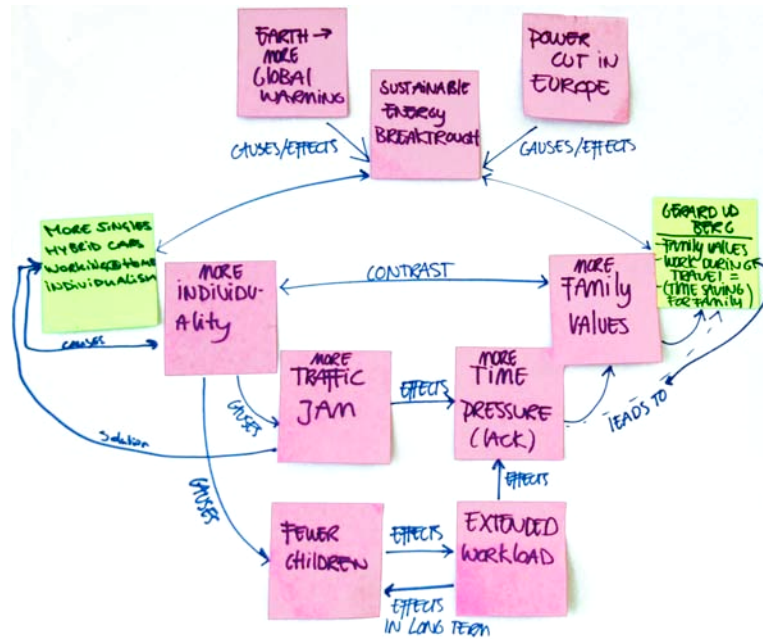 EARTH →
MORE
GLOBAL
WARMING
POWER
CUT IN
EUROPE
SUSTAINABLE
ENERGY
BREAKTROUGH
CAUSES/EFFECTS
CAUSES/EFFECTS
MORE SINGLES
HYBRID CARS
WORKING@HOME
INDIVIDUALISM
GERARD VD
BERG
-FAMILY VALUES
-WORK DURING
TRAVEL =
(TIME SAVING
FOR FAMILY)
MORE
INDIVIDU-
ALITY
CONTRAST
MORE
FAMILY
VALUES
CAUSES
MORE
TRAFFIC
JAM
CAUSES
EFFECTS
MORE
TIME
PRESSURE
(LACK)
LEADS TO
Solution
CAUSES
EFFECTS
FEWER
CHILDREN
EFFECTS
EXTENDED
WORKLOAD
EFFECTS
IN LONG TERM